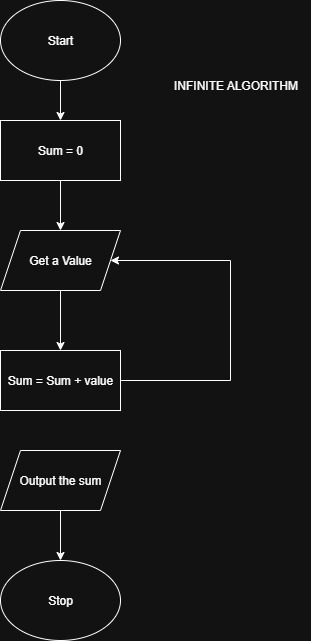 Start
INFINITE ALGORITHM
Sum = 0
Get a Value
Sum = Sum + value
Output the sum
Stop